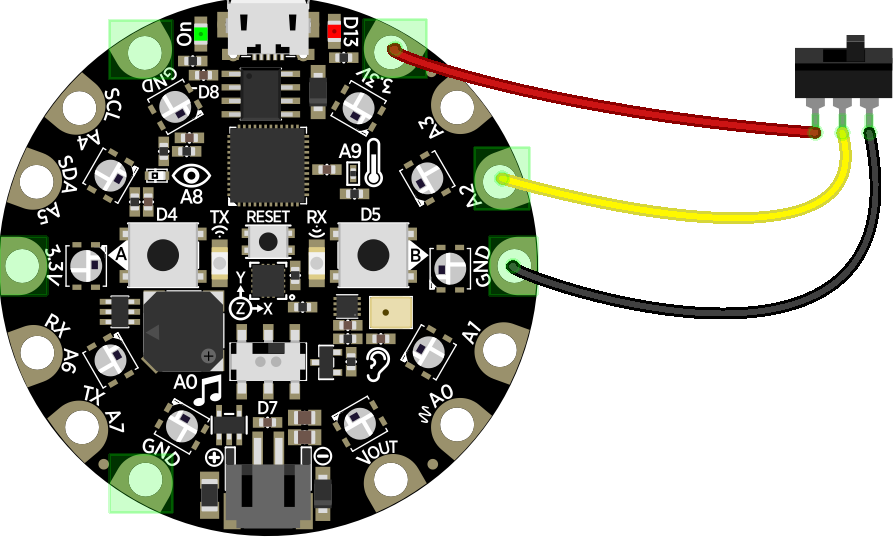 On
D13
GND
3.3V
D8
SCL
A4
A3
A9
SDA
A5
A8
A2
D4
TX
RESET
RX
D5
A
B
3.3V
GND
Y
Z
X
RX
A6
A1
A0
A0
TX
A7
D7
GND
VOUT